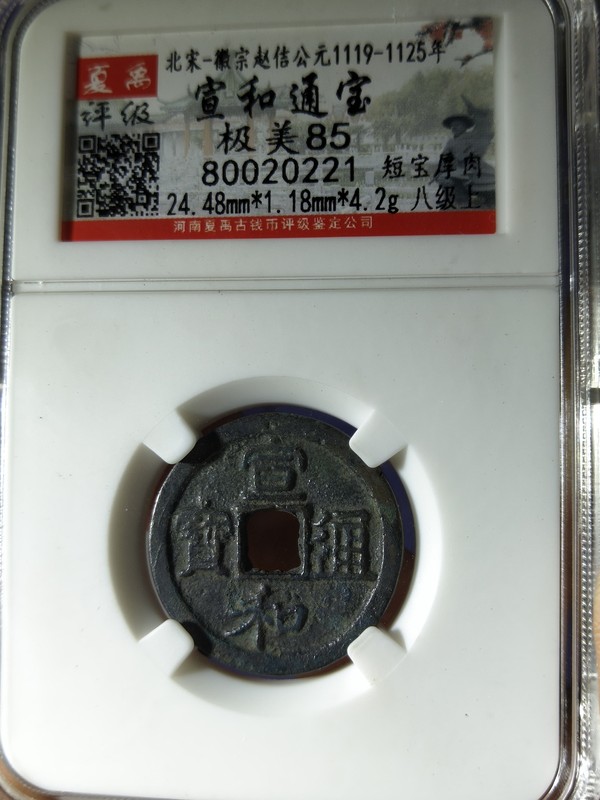 北宋-徽宗赵佶公元1119-1125年
夏禹
评级
宣和通宝
极美85
80020221 短宝厚肉
24.48mm*1.18mm*4.2g 八级上
河南夏禹古钱币评级鉴定公司
宣
寶 通
和